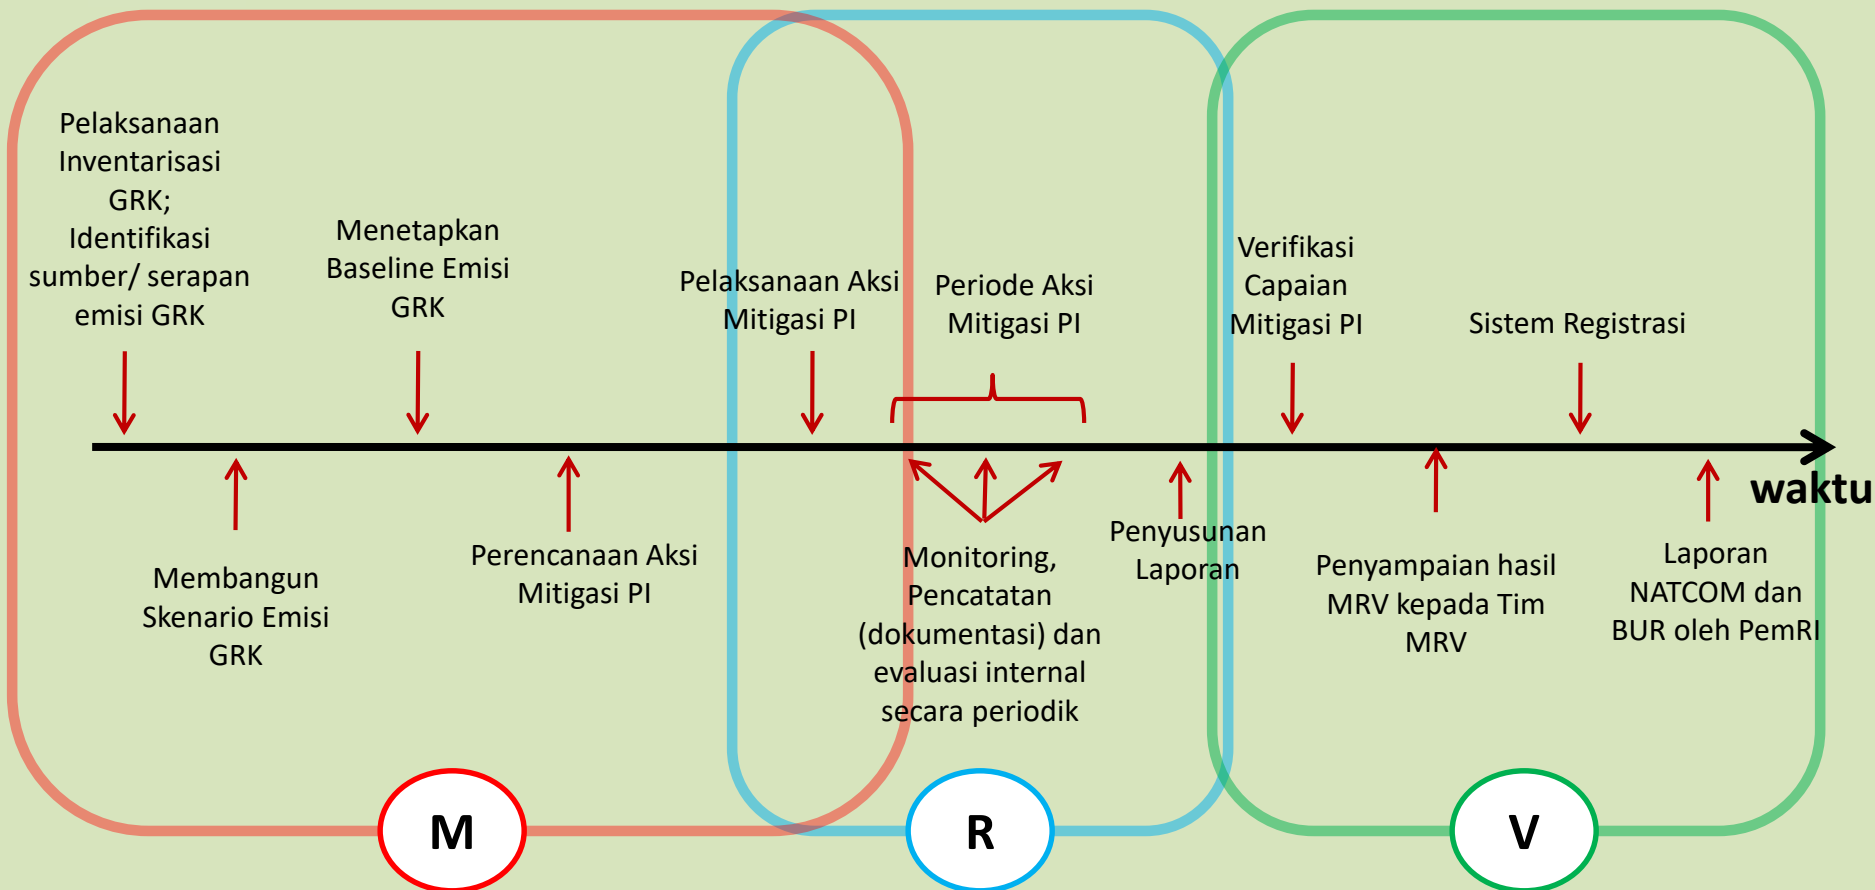 Pelaksanaan
Inventarisasi
GRK;
Identifikasi
sumber/ serapan
emisi GRK
Menetapkan
Baseline Emisi
GRK
Pelaksanaan Aksi
Mitigasi PI
Periode Aksi
Mitigasi PI
Verifikasi
Capaian
Mitigasi PI
Sistem Registrasi
waktu
Membangun
Skenario Emisi
GRK
Perencanaan Aksi
Mitigasi PI
Monitoring,
Pencatatan
(dokumentasi) dan
evaluasi internal
secara periodik
Penyusunan
Laporan
Penyampaian hasil
MRV kepada Tim
MRV
Laporan
NATCOM dan
BUR oleh PemRI
M
R
V